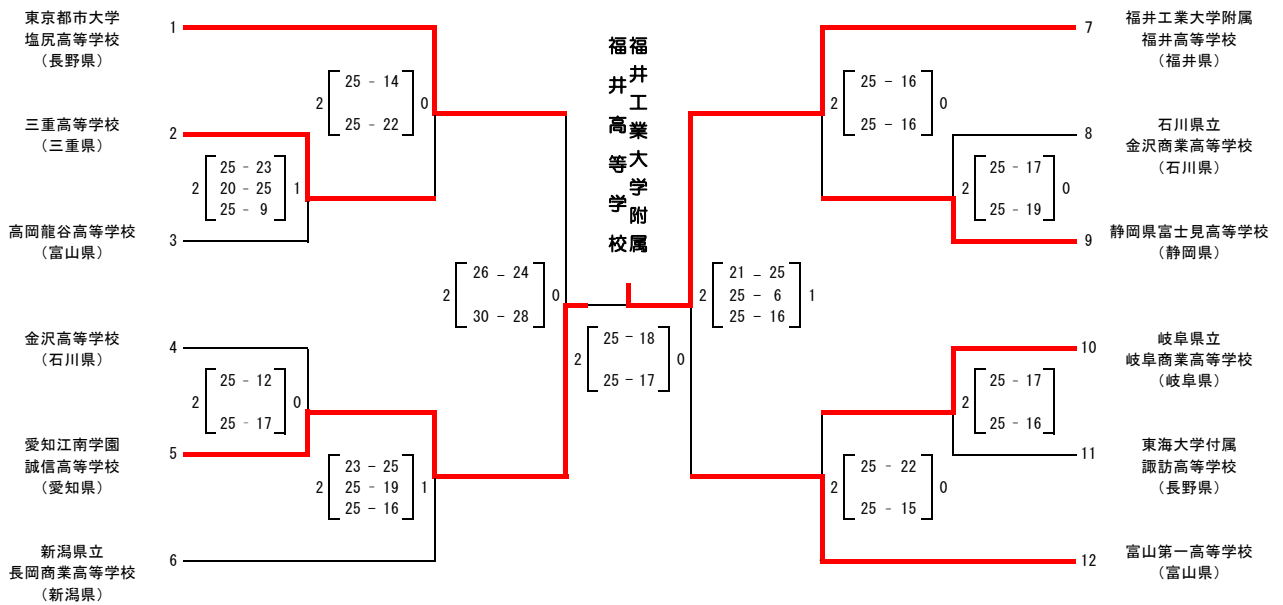 東京都市大学
塩尻高等学校
（長野県）
1
25 - 14
2
0
25 - 22
三重高等学校
（三重県）
2
25 - 23
2
20 - 25
1
25 - 9
高岡龍谷高等学校
（富山県）
3
26 - 24
2
0
30 - 28
金沢高等学校
（石川県）
4
25 - 12
2
0
25 - 17
愛知江南学園
誠信高等学校
（愛知県）
5
23 - 25
2
25 - 19
1
25 - 16
新潟県立
長岡商業高等学校
（新潟県）
6
福井工業大学附属
福井高等学校
25 - 18
2
0
25 - 17
福井工業大学附属
福井高等学校
（福井県）
7
25 - 16
2
0
25 - 16
石川県立
金沢商業高等学校
（石川県）
8
25 - 17
2
0
25 - 19
静岡県富士見高等学校
（静岡県）
9
21 - 25
2
25 - 6
1
25 - 16
岐阜県立
岐阜商業高等学校
（岐阜県）
10
25 - 17
2
0
25 - 16
東海大学付属
諏訪高等学校
（長野県）
11
25 - 22
2
0
25 - 15
富山第一高等学校
（富山県）
12